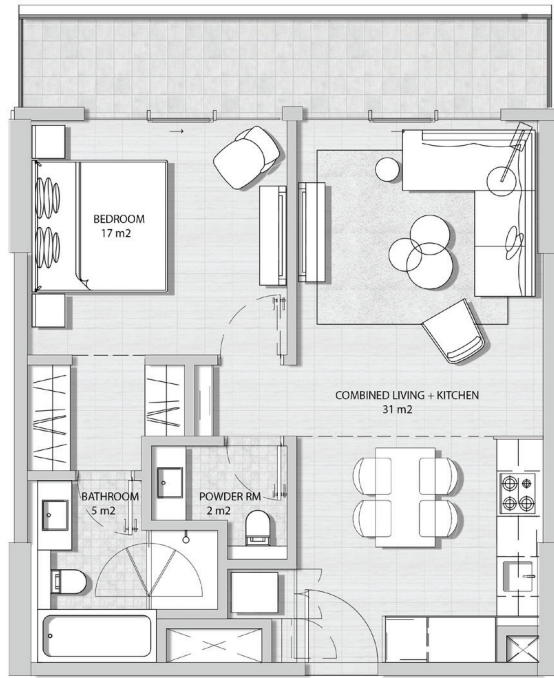 BEDROOM
17 m2
COMBINED LIVING + KITCHEN
31 m2
BATHROOM
5 m2
POWDER RM
2 m2